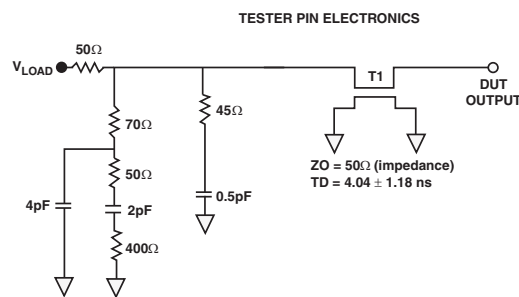 TESTER PIN ELECTRONICS
50Ω
VLOAD
T1
DUT
OUTPUT
70Ω
45Ω
50Ω
ZO = 50Ω (impedance)
TD = 4.04 ± 1.18 ns
4pF
2pF
0.5pF
400Ω